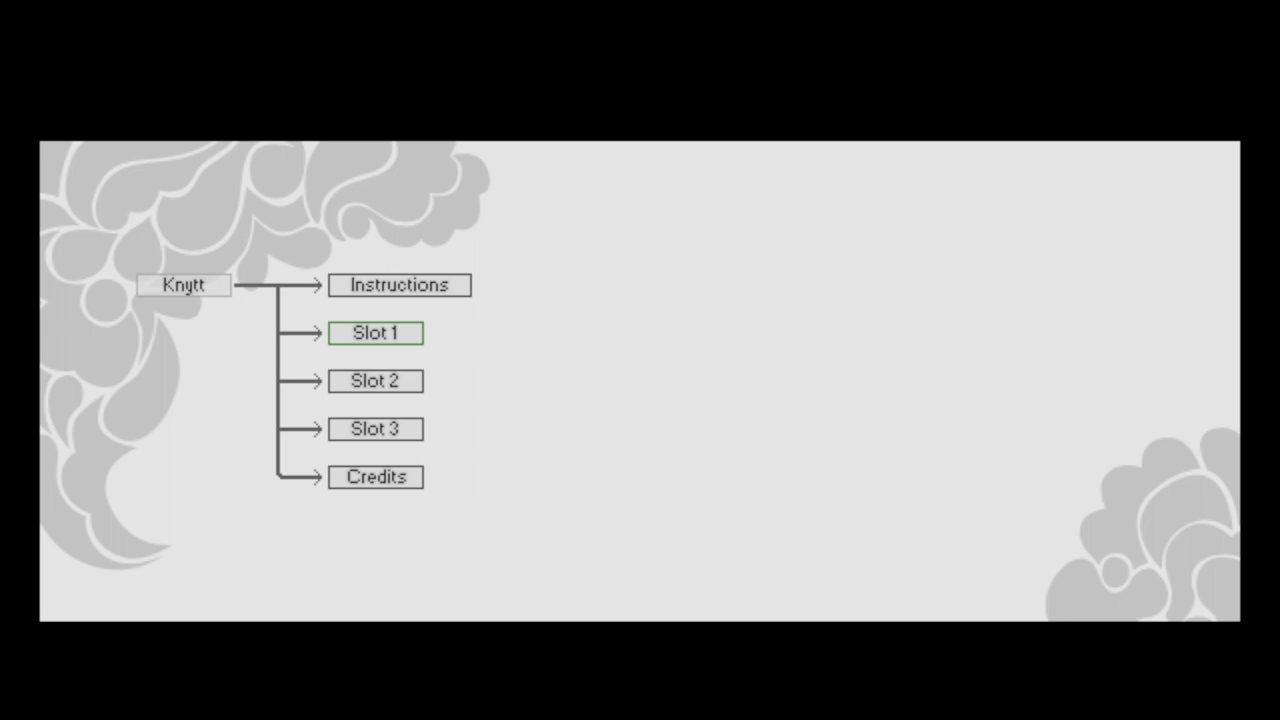 Knytt
Instructions
Slot 1
Slot 2
Slot 3
Credits